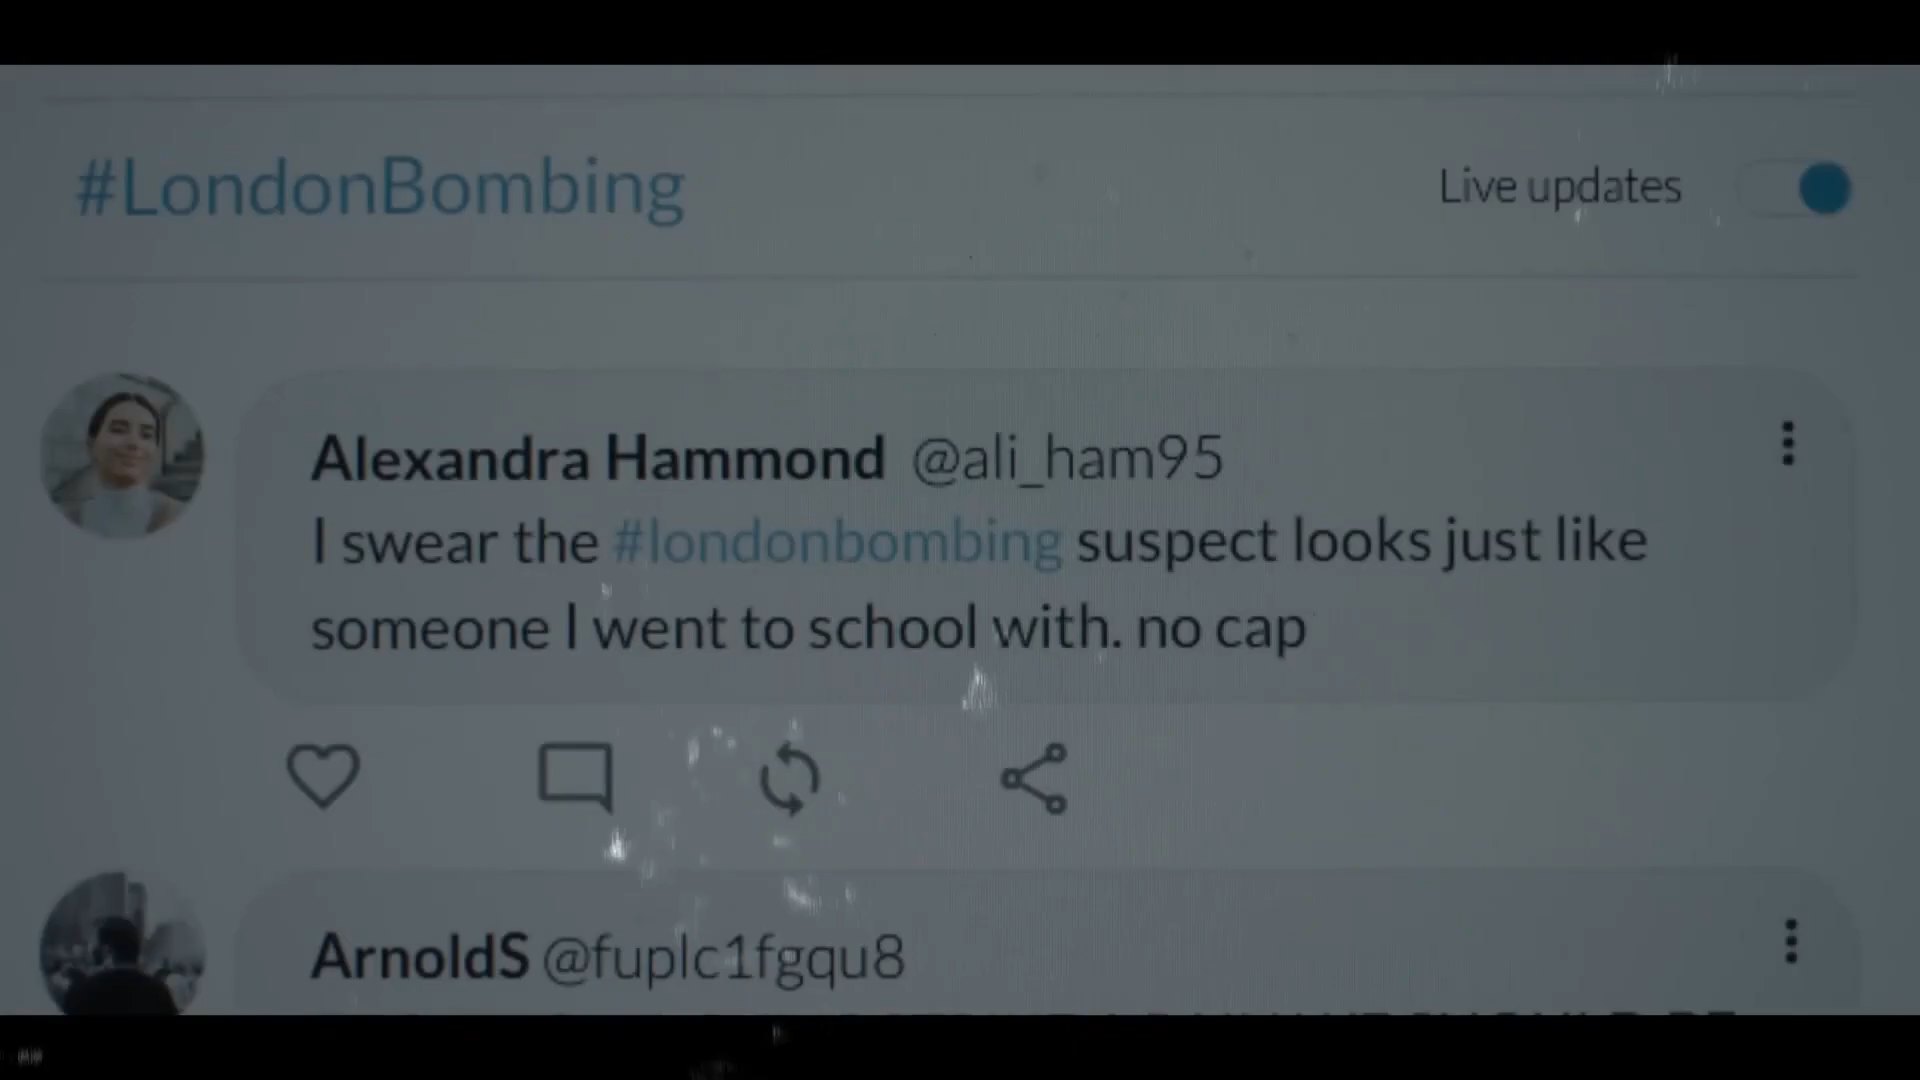 #LondonBombing
Live updates
Alexandra Hammond @ali_ham95
I swear the #londonbombing suspect looks just like
someone I went to school with. no cap
ArnoldS @fuplc1fgqu8